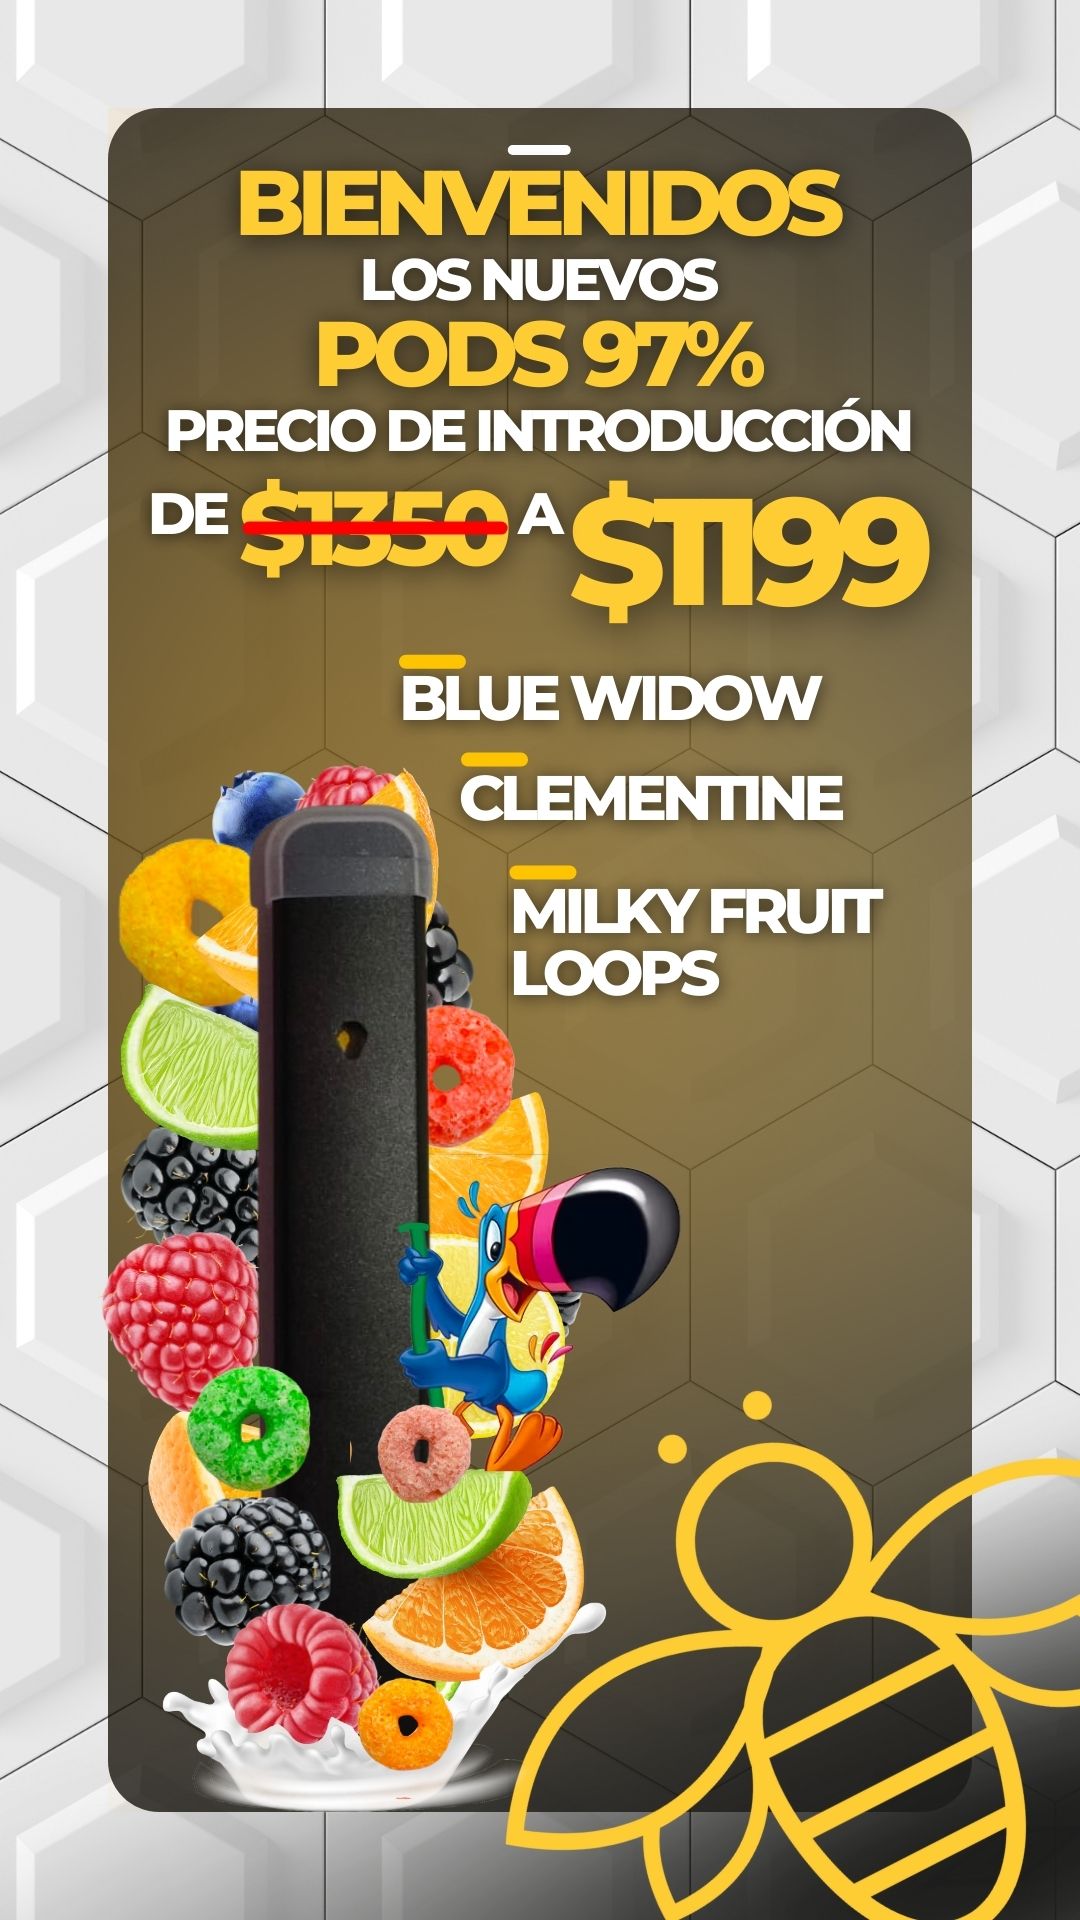 BIENVENIDOS
LOS NUEVOS
PODS 97%
PRECIO DE INTRODUCCIÓN
DE $1350 A $1199
BLUE WIDOW
CLEMENTINE
MILKY FRUIT
LOOPS